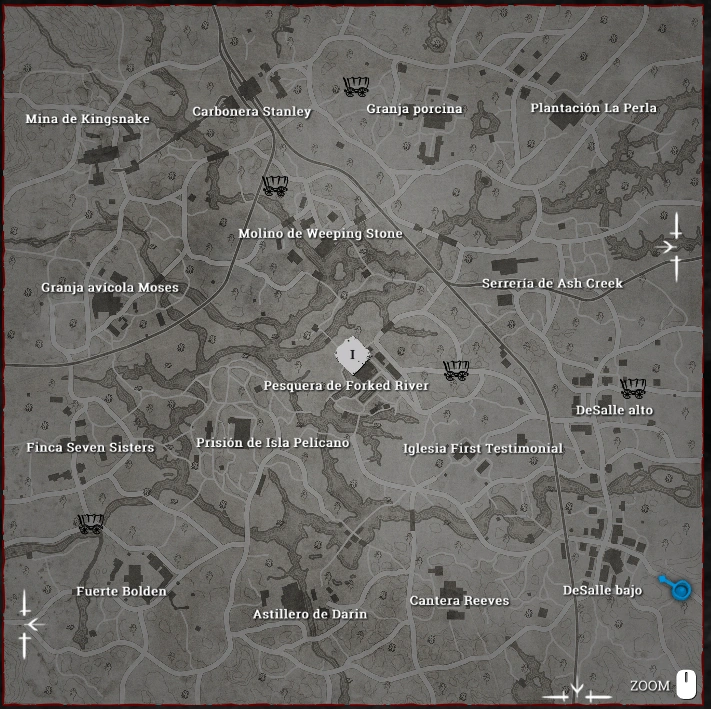 Mina de Kingsnake
Carbonera Stanley
Granja porcina
Plantación La Perla
Molino de Weeping Stone
Granja avícola Moses
Serrería de Ash Creek
I
Pesquera de Forked River
DeSalle alto
Finca Seven Sisters
Prisión de Isla Pelicano
Iglesia First Testimonial
Fuerte Bolden
Astillero de Darin
Cantera Reeves
DeSalle bajo
ZOOM